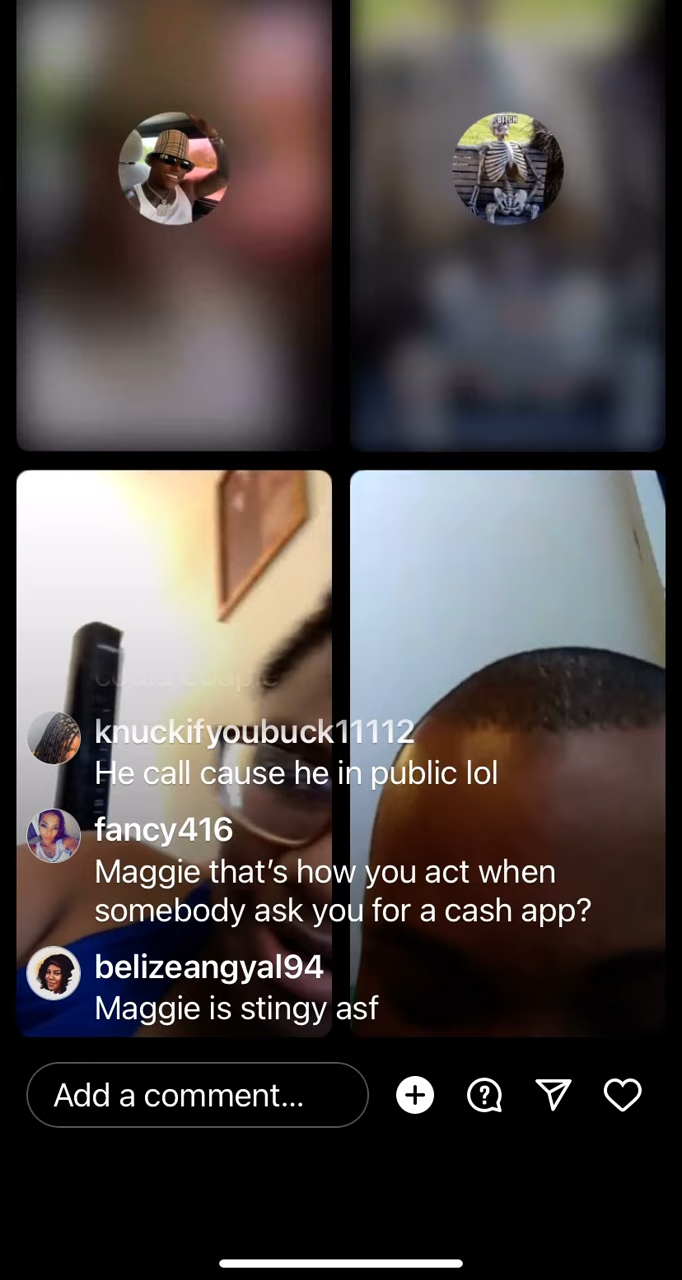 BITCH
knuckifyoubuck11112
He call cause he in public lol
fancy416
Maggie that’s how you act when
somebody ask you for a cash app?
belizeangyal94
Maggie is stingy asf
Add a comment...